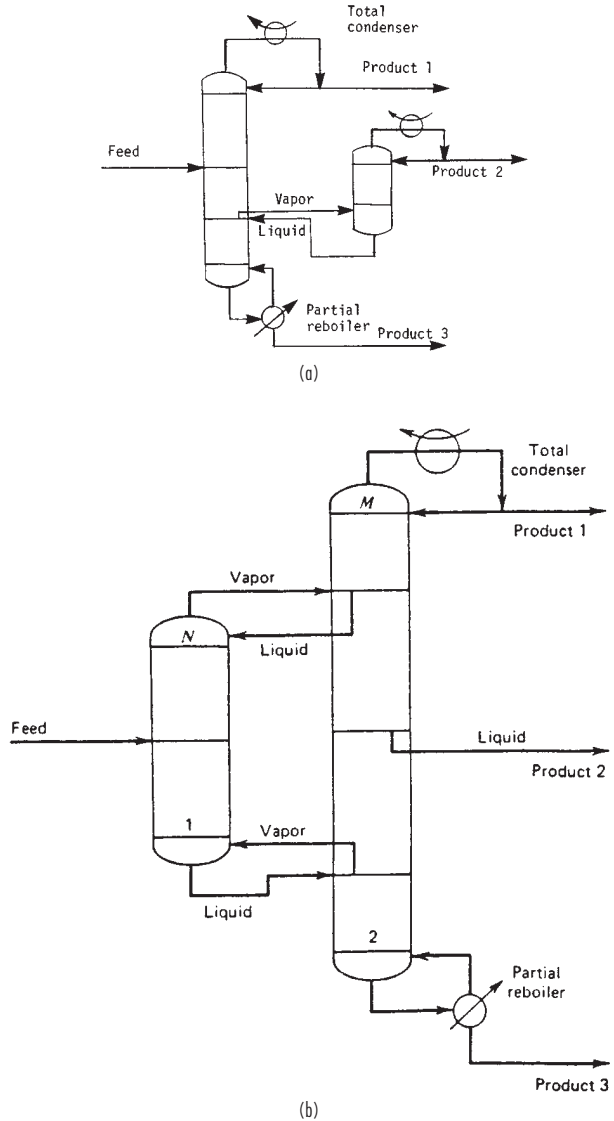 Total
condenser
Product 1
Feed
Product 2
Vapor
Liquid
Partial
reboiler
Product 3
(a)
Total
condenser
M
Product 1
Vapor
N
Liquid
Feed
Liquid
Product 2
1
Vapor
Liquid
2
Partial
reboiler
Product 3
(b)